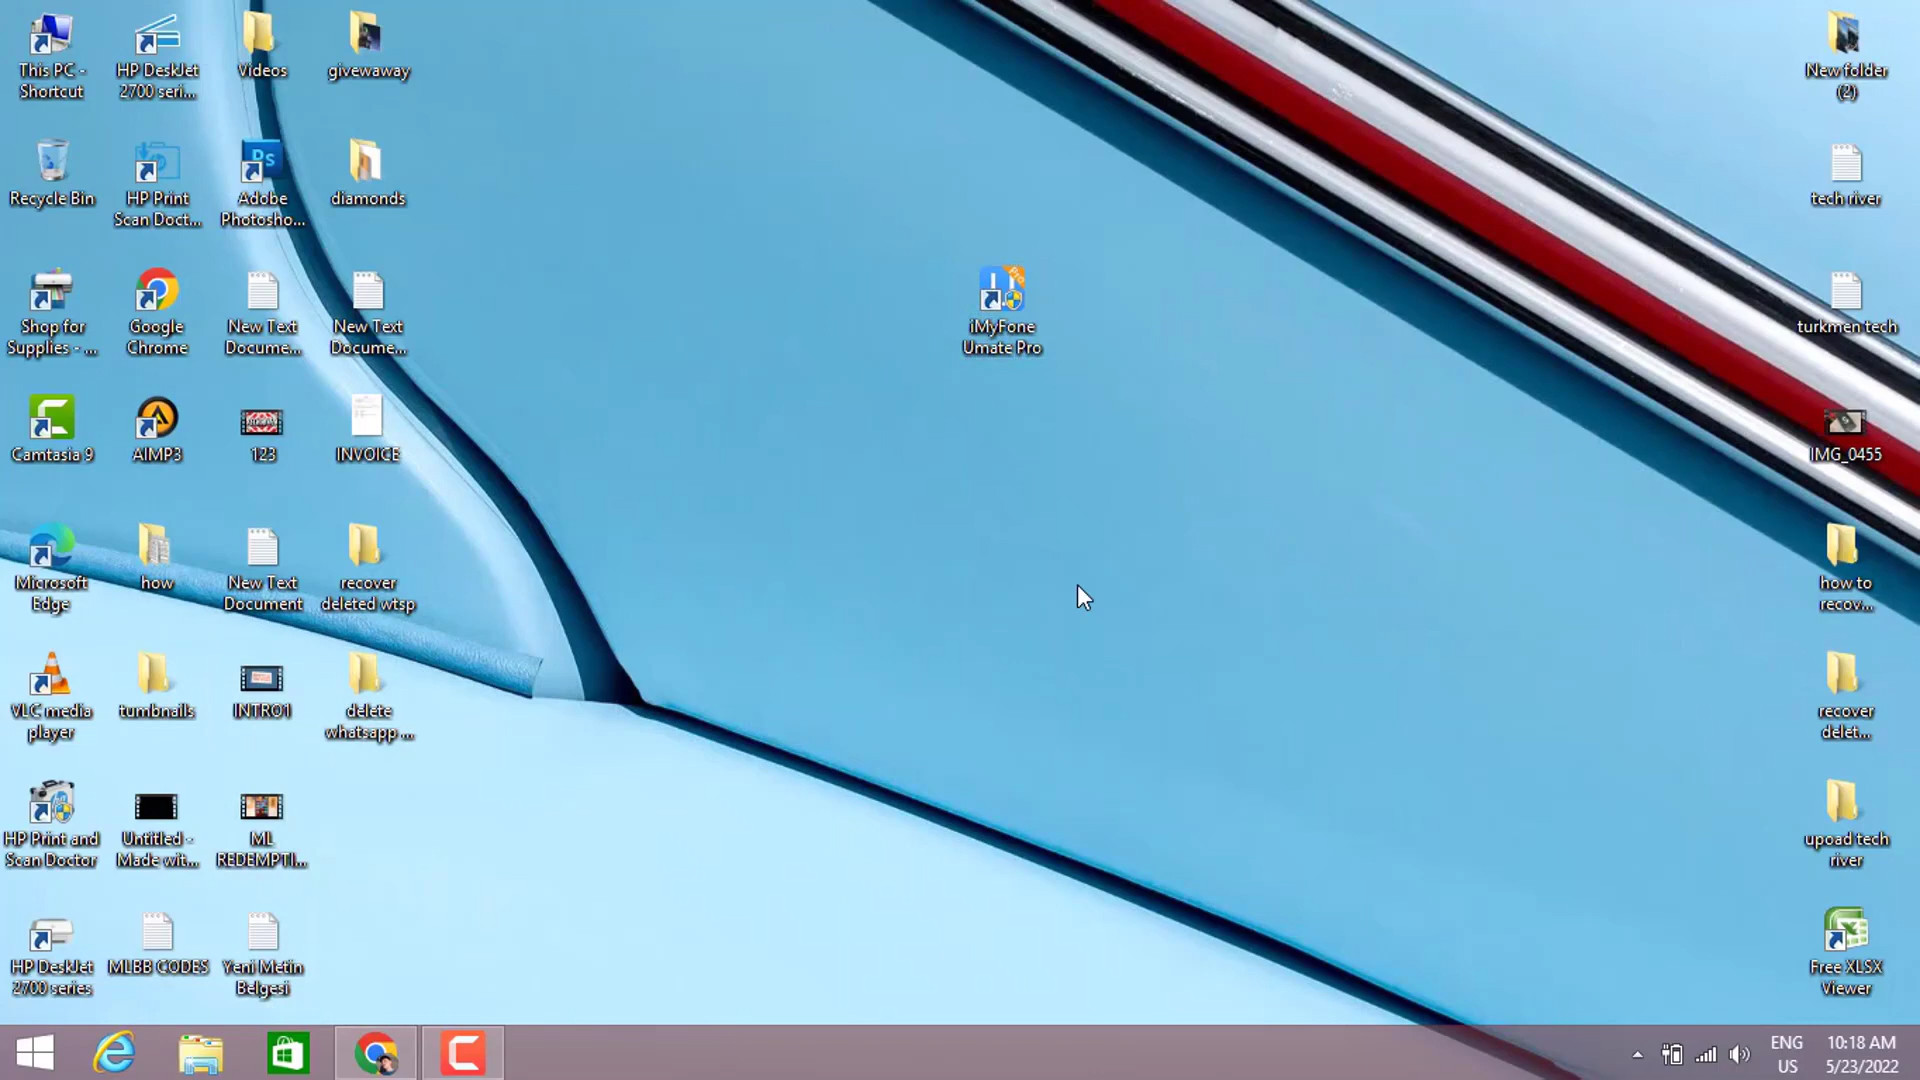 This PC -
Shortcut
HP DeskJet
2700 seri...
Videos
givewaway
New folder
(2)
Recycle Bin
HP Print
Scan Doct...
Ps
Adobe
Photosho...
diamonds
tech river
Shop for
Supplies - ...
Google
Chrome
New Text
Docume...
New Text
Docume...
Pro
iMyFone
Umate Pro
turkmen tech
Camtasia 9
AIMP3
123
INVOICE
IMG_0455
Microsoft
Edge
how
New Text
Document
recover
deleted wtsp
how to
recov...
VLC media
player
tumbnails
INTRO1
delete
whatsapp ...
recover
delet...
HP Print and
Scan Doctor
Untitled -
Made wit...
ML
REDEMPTI...
upoad tech
river
HP DeskJet
2700 series
MLBB CODES
Yeni Metin
Belgesi
Free XLSX
Viewer
ENG
US
10:18 AM
5/23/2022